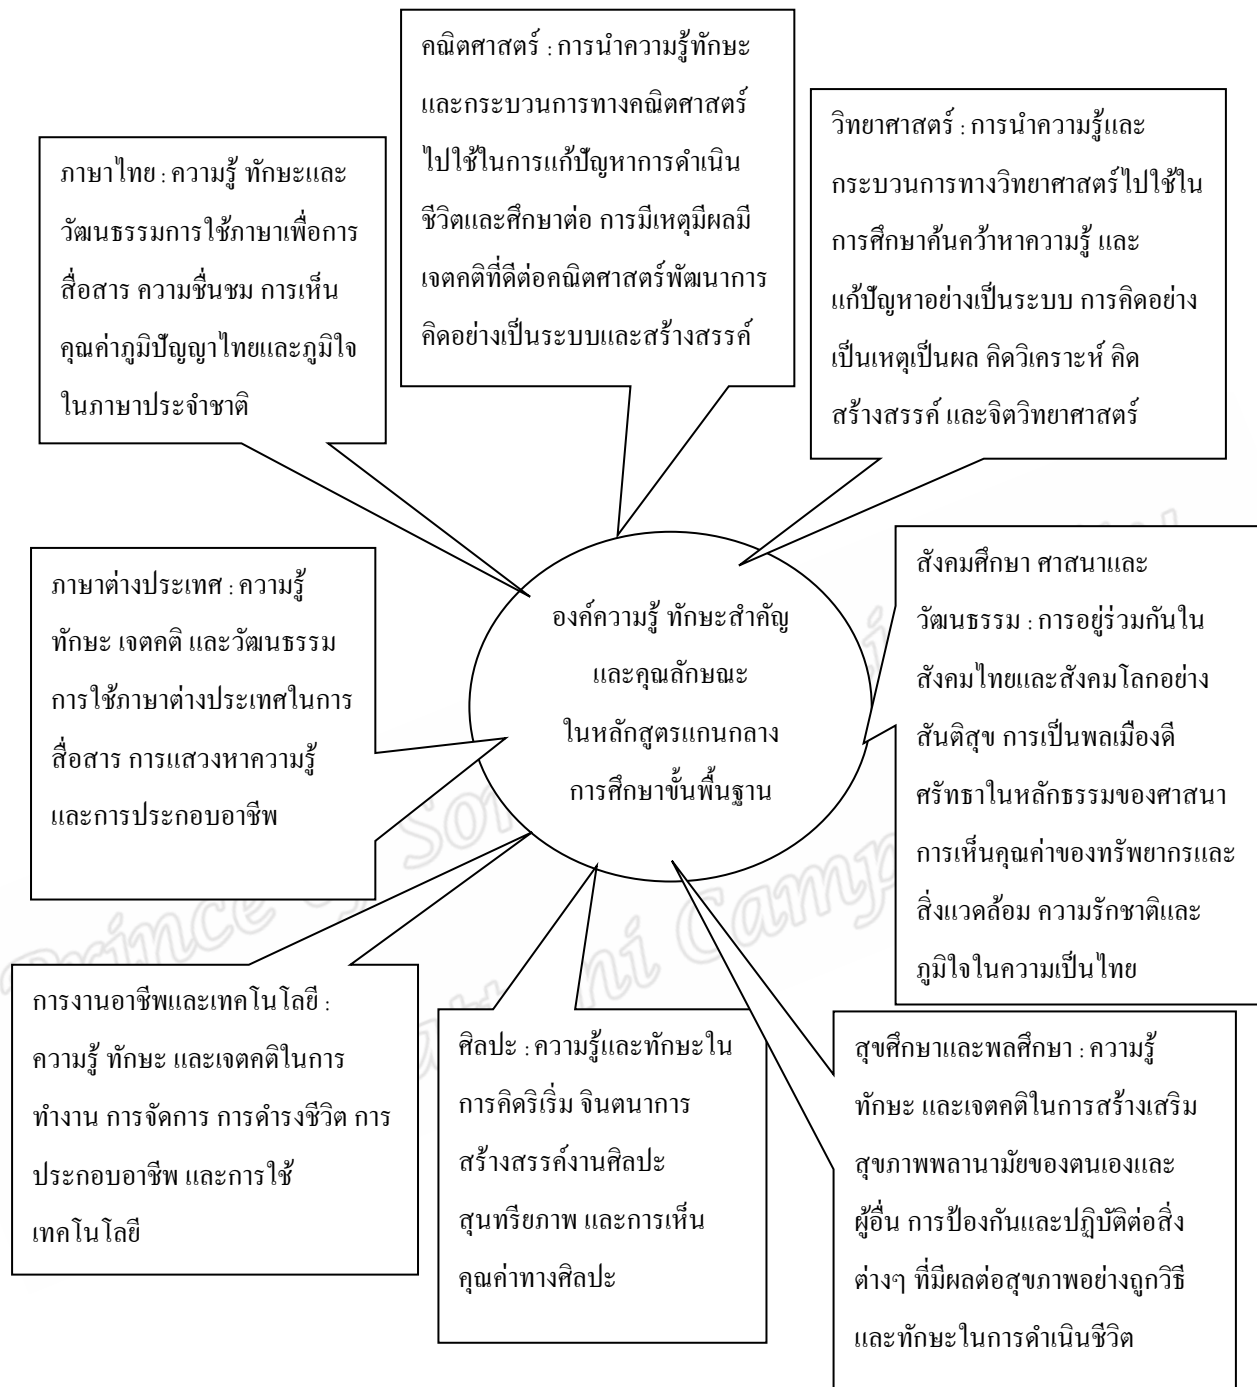 คณิตศาสตร์ : การนำความรู้ทักษะ
และกระบวนการทางคณิตศาสตร์
ไปใช้ในการแก้ปัญหาการดำเนิน
ชีวิตและศึกษาต่อ การมีเหตุมีผลมี
เจตคติที่ดีต่อคณิตศาสตร์พัฒนาการ
คิดอย่างเป็นระบบและสร้างสรรค์
วิทยาศาสตร์ : การนำความรู้และ
กระบวนการทางวิทยาศาสตร์ไปใช้ใน
การศึกษาค้นคว้าหาความรู้ และ
แก้ปัญหาอย่างเป็นระบบ การคิดอย่าง
เป็นเหตุเป็นผล คิดวิเคราะห์ คิด
สร้างสรรค์ และจิตวิทยาศาสตร์
ภาษาไทย : ความรู้ ทักษะและ
วัฒนธรรมการใช้ภาษาเพื่อการ
สื่อสาร ความชื่นชม การเห็น
คุณค่าภูมิปัญญาไทยและภูมิใจ
ในภาษาประจำชาติ
ภาษาต่างประเทศ : ความรู้
ทักษะ เจตคติ และวัฒนธรรม
การใช้ภาษาต่างประเทศในการ
สื่อสาร การแสวงหาความรู้
และการประกอบอาชีพ
องค์ความรู้ ทักษะสำคัญ
และคุณลักษณะ
ในหลักสูตรแกนกลาง
การศึกษาขั้นพื้นฐาน
สังคมศึกษา ศาสนาและ
วัฒนธรรม : การอยู่ร่วมกันใน
สังคมไทยและสังคมโลกอย่าง
สันติสุข การเป็นพลเมืองดี
ศรัทธาในหลักธรรมของศาสนา
การเห็นคุณค่าของทรัพยากรและ
สิ่งแวดล้อม ความรักชาติและ
ภูมิใจในความเป็นไทย
การงานอาชีพและเทคโนโลยี :
ความรู้ ทักษะ และเจตคติในการ
ทำงาน การจัดการ การดำรงชีวิต การ
ประกอบอาชีพ และการใช้
เทคโนโลยี
ศิลปะ : ความรู้และทักษะใน
การคิดริเริ่ม จินตนาการ
สร้างสรรค์งานศิลปะ
สุนทรียภาพ และการเห็น
คุณค่าทางศิลปะ
สุขศึกษาและพลศึกษา : ความรู้
ทักษะ และเจตคติในการสร้างเสริม
สุขภาพพลานามัยของตนเองและ
ผู้อื่น การป้องกันและปฏิบัติต่อสิ่ง
ต่างๆ ที่มีผลต่อสุขภาพอย่างถูกวิธี
และทักษะในการดำเนินชีวิต
Prince